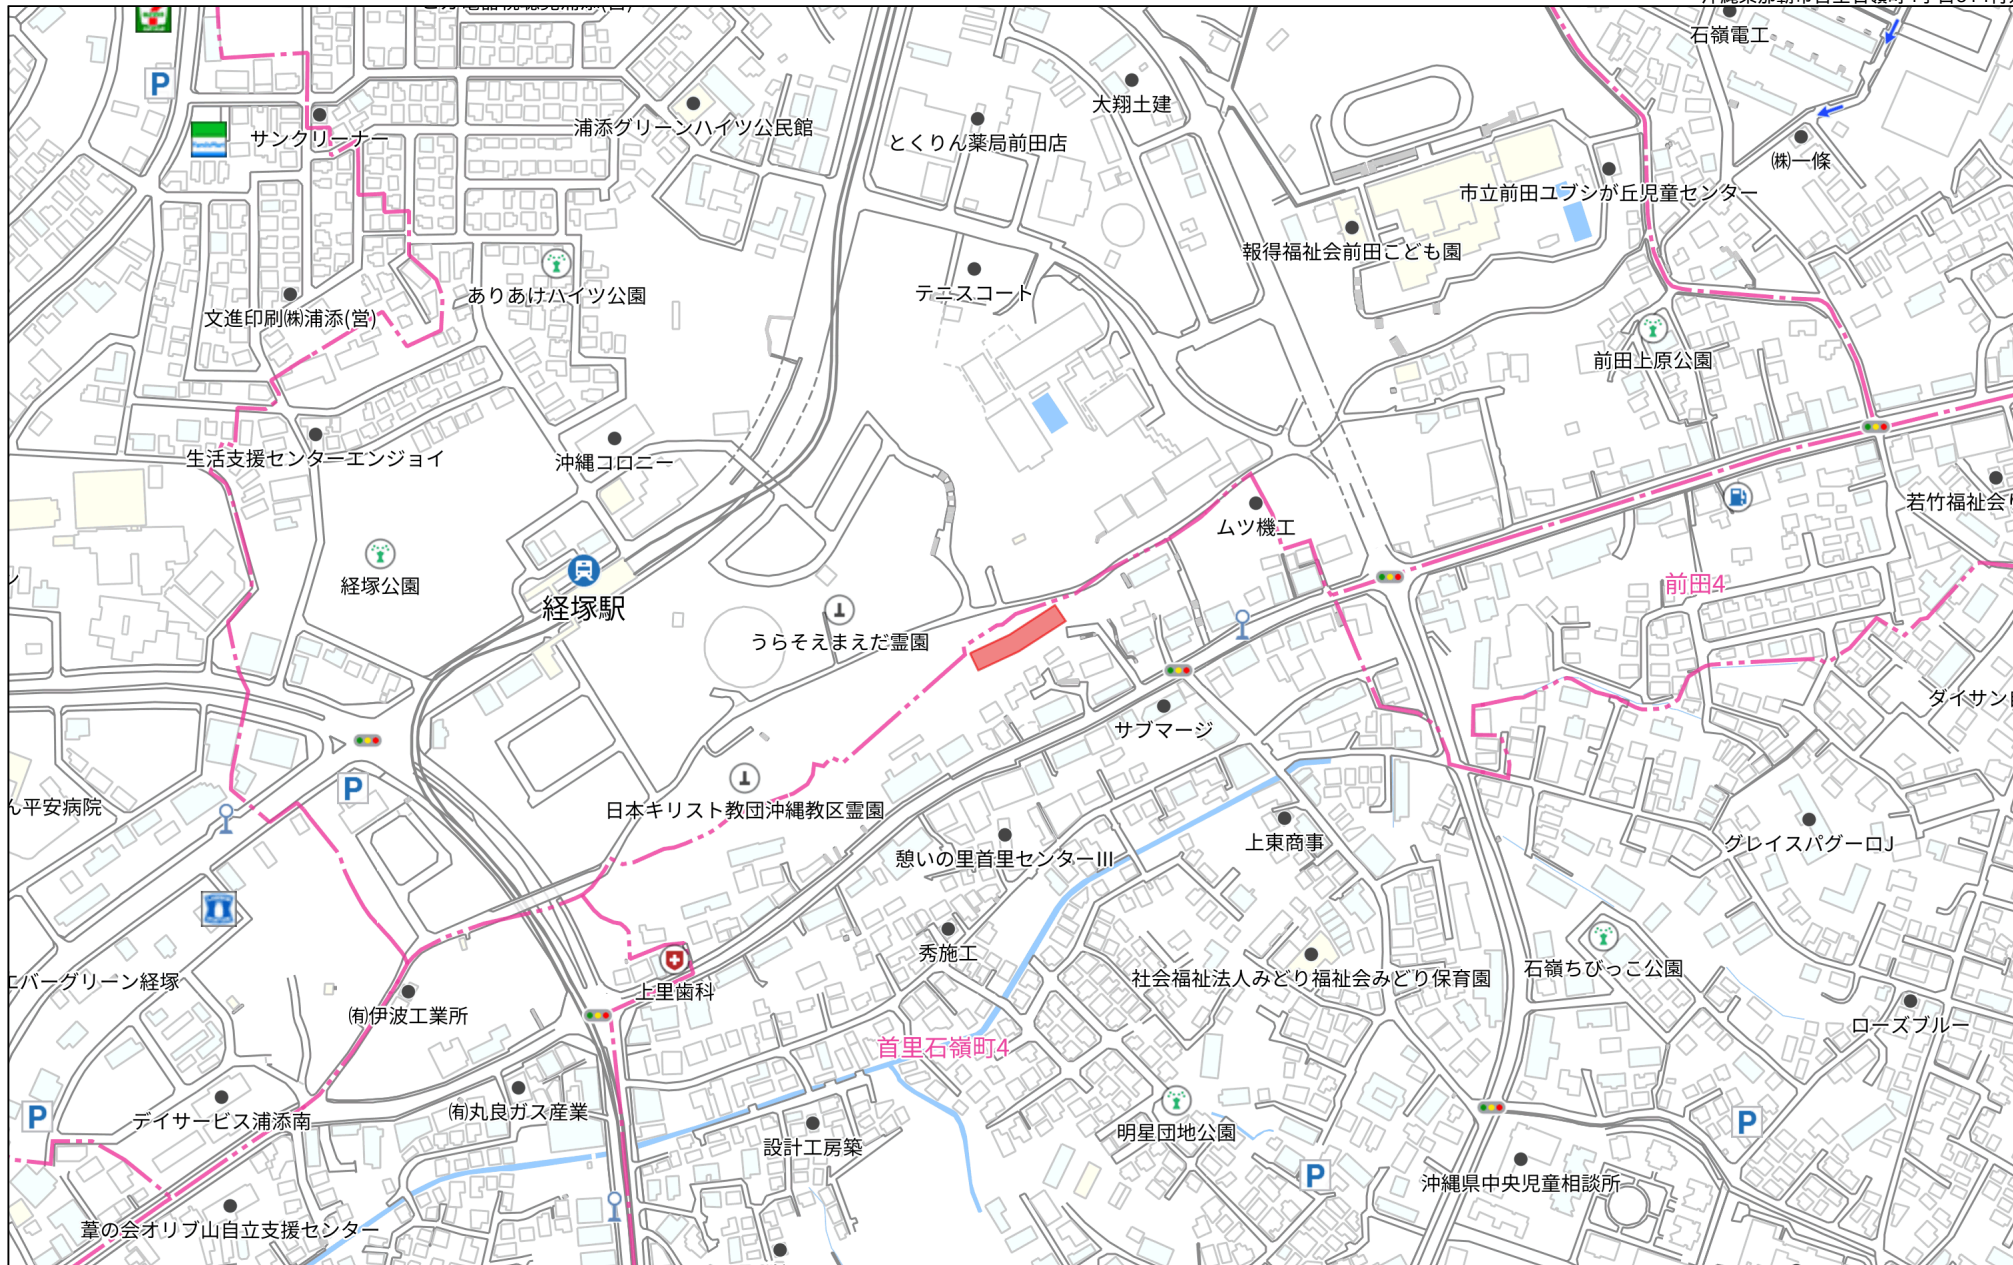 石嶺電工
P
大翔土建
サンクリーナー
浦添グリーンハイツ公民館
とくりん薬局前田店
㈱一條
市立前田ユブシが丘児童センター
報得福祉会前田こども園
ありあけハイツ公園
テニスコート
文進印刷㈱浦添(営)
前田上原公園
生活支援センターエンジョイ
沖縄コロニー
若竹福祉会
ムツ機工
経塚公園
前田4
経塚駅
うらそえまえだ霊園
ダイサン
サブマージ
P
ん平安病院
日本キリスト教団沖縄教区霊園
上東商事
グレイスパグーロJ
憩いの里首里センターIII
秀施工
社会福祉法人みどり福祉会みどり保育園
石嶺ちびっこ公園
エバーグリーン経塚
上里歯科
㈲伊波工業所
ローズブルー
首里石嶺町4
P
デイサービス浦添南
㈲丸良ガス産業
設計工房築
明星団地公園
P
P
沖縄県中央児童相談所
葦の会オリブ山自立支援センター